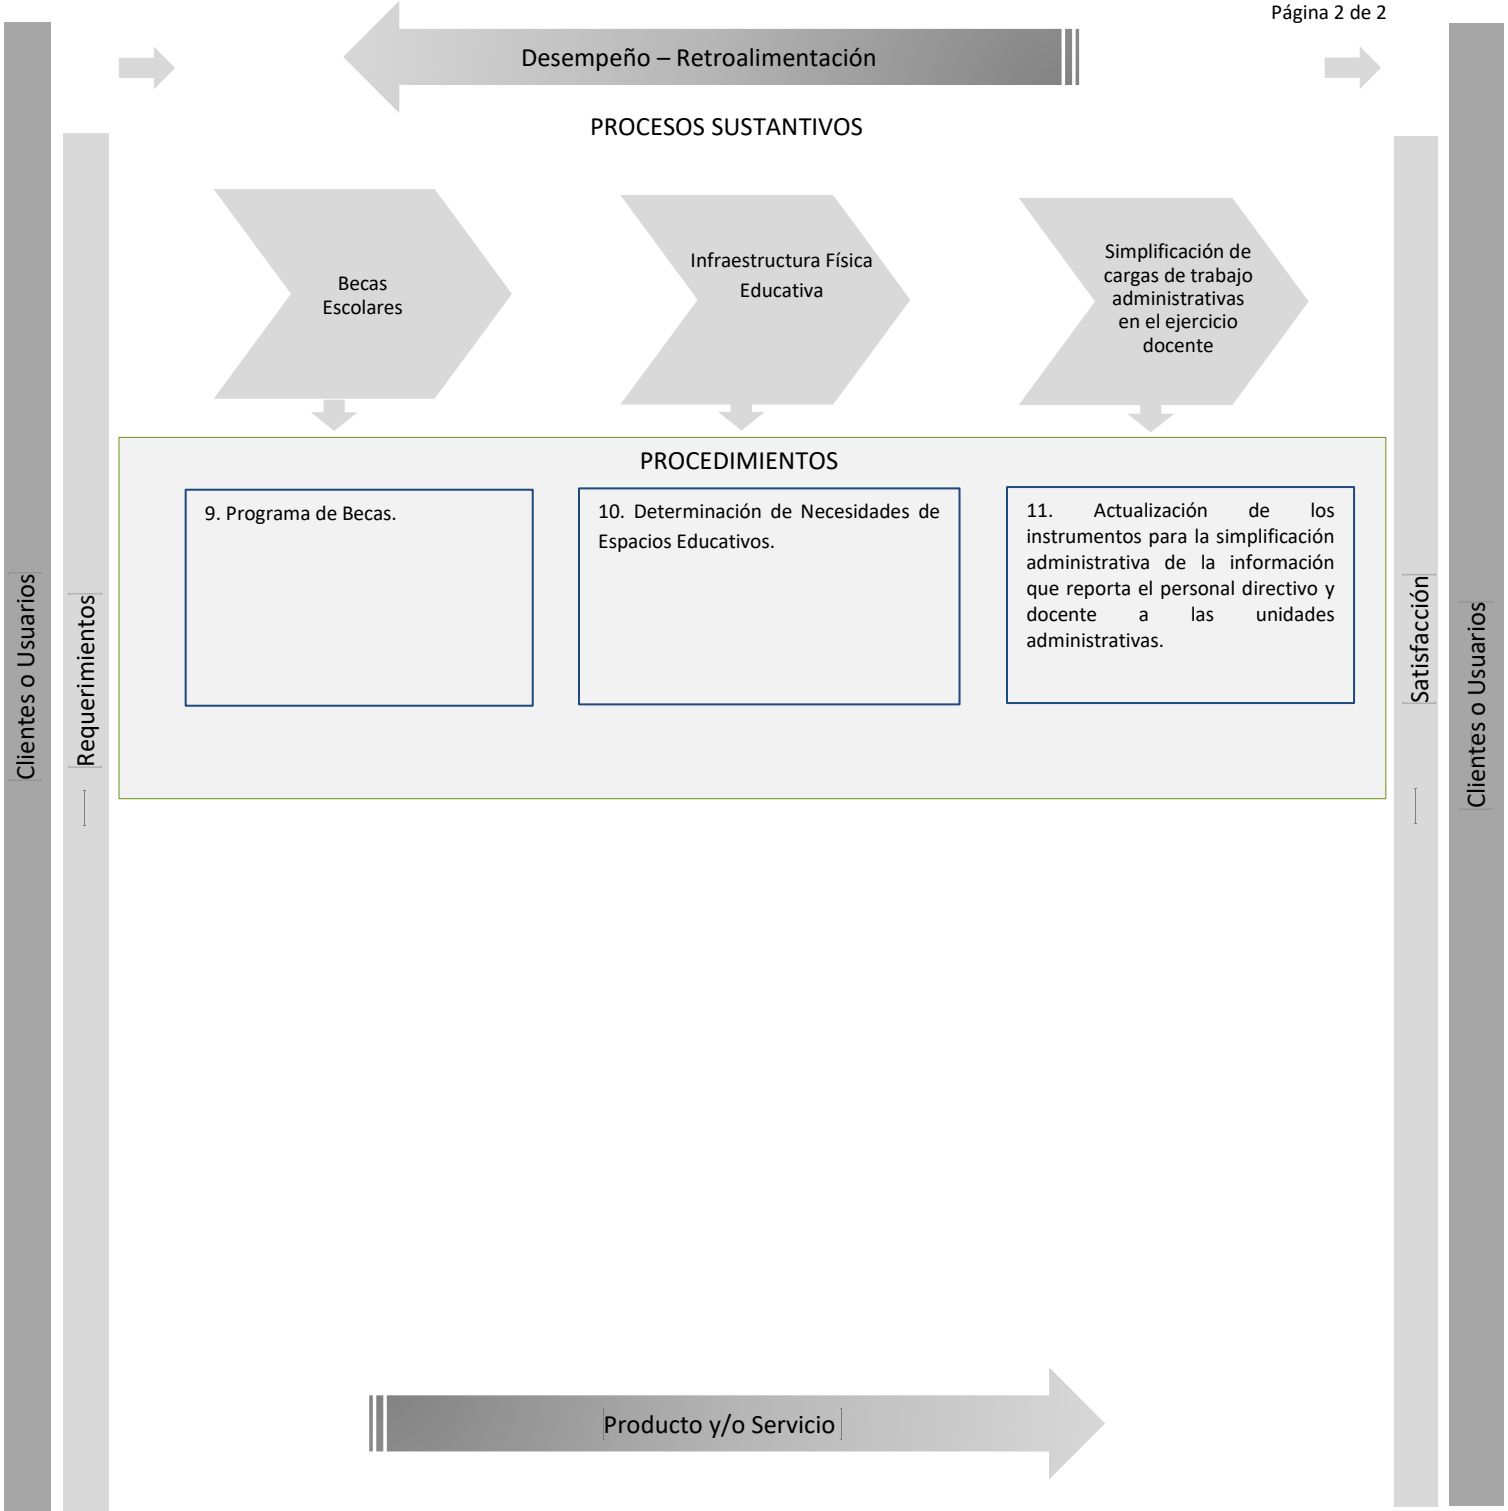 Página 2 de 2
Desempeño – Retroalimentación
PROCESOS SUSTANTIVOS
Becas
Escolares
Infraestructura Física
Educativa
Simplificación de
cargas de trabajo
administrativas
en el ejercicio
docente
PROCEDIMIENTOS
9. Programa de Becas.
10. Determinación de Necesidades de
Espacios Educativos.
11. Actualización de los
instrumentos para la simplificación
administrativa de la información
que reporta el personal directivo y
docente a las unidades
administrativas.
Clientes o Usuarios
Requerimientos
Satisfacción
Clientes o Usuarios
Producto y/o Servicio